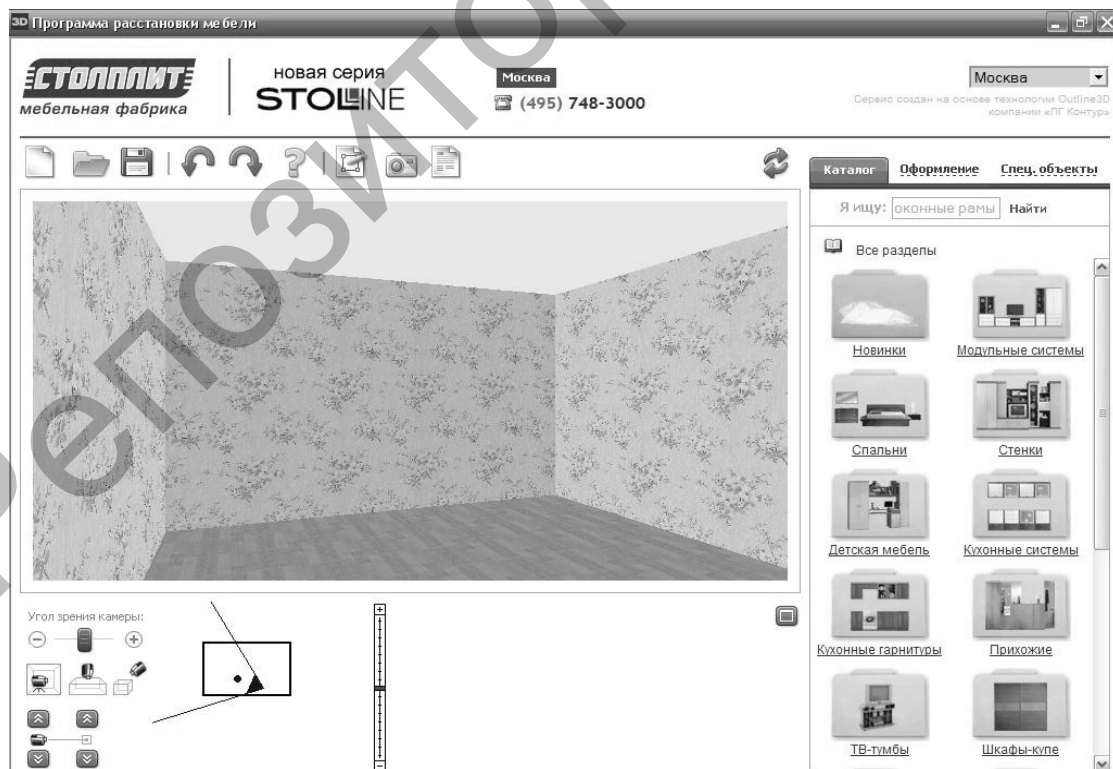 3D Программа расстановки мебели
СТОЛПЛИТ
мебельная фабрика
новая серия
STOLLINE
Москва
(495) 748-3000
Москва
Сервис создан на основе технологии Outline3D
компании «ПГ Контур»
Каталог Оформление Спец. объекты
Я ищу: оконные рамы Найти
Все разделы
Новинки Модульные системы
Спальни Стенки
Детская мебель Кухонные системы
Кухонные гарнитуры Прихожие
ТВ-тумбы Шкафы-купе
Угол зрения камеры: